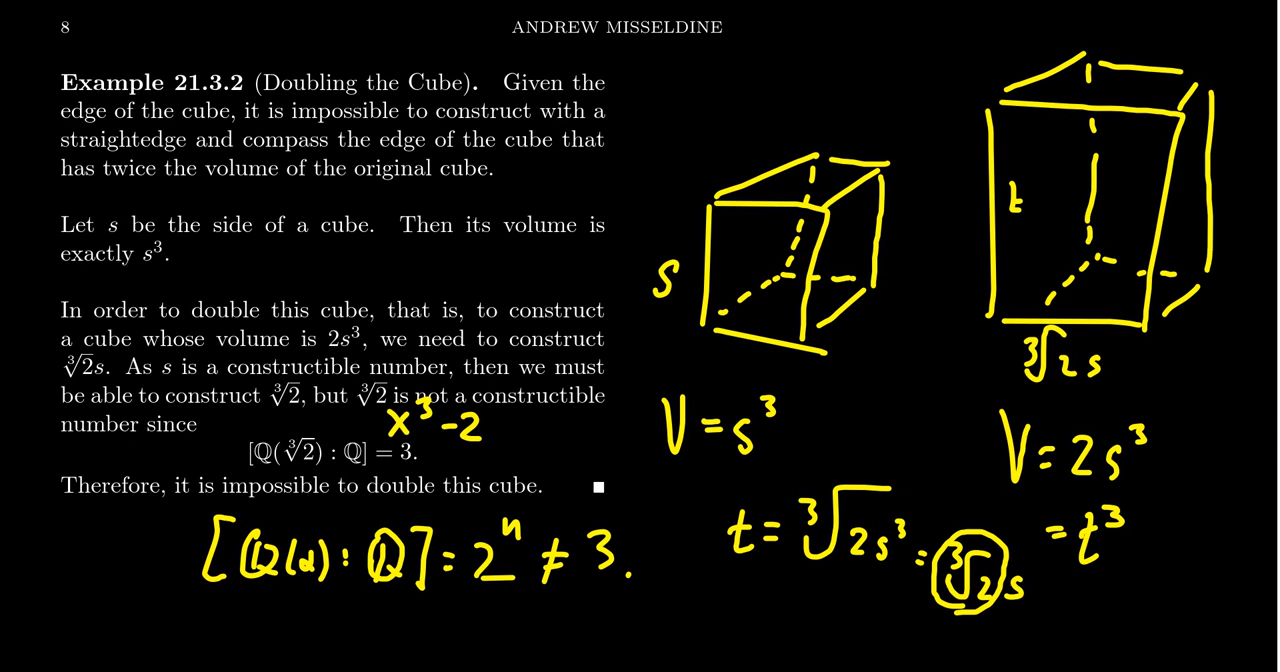 8
ANDREW MISSELDINE
Example 21.3.2 (Doubling the Cube). Given the
edge of the cube, it is impossible to construct with a
straightedge and compass the edge of the cube that
has twice the volume of the original cube.
Let s be the side of a cube. Then its volume is
exactly s³.
In order to double this cube, that is, to construct
a cube whose volume is 2s³, we need to construct
∛2s. As s is a constructible number, then we must
be able to construct ∛2, but ∛2 is not a constructible
number since
x³-2
[ℚ(∛2) : ℚ] = 3.
Therefore, it is impossible to double this cube. ■
[ℚ(α) : ℚ] = 2ⁿ ≠ 3.
s
V = s³
t
∛2 s
V = 2s³
= t³
t = ∛2s³ = ∛2 s